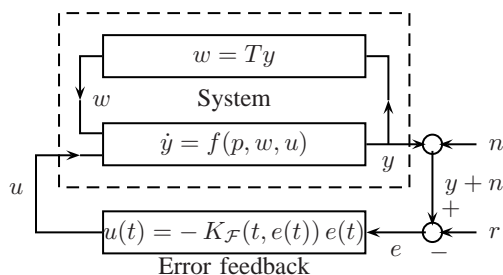 w = Ty
w
System
ẏ = f(p, w, u)
y
n
u
y + n
+
u(t) = − K_ℱ(t, e(t)) e(t)
e
−
r
Error feedback